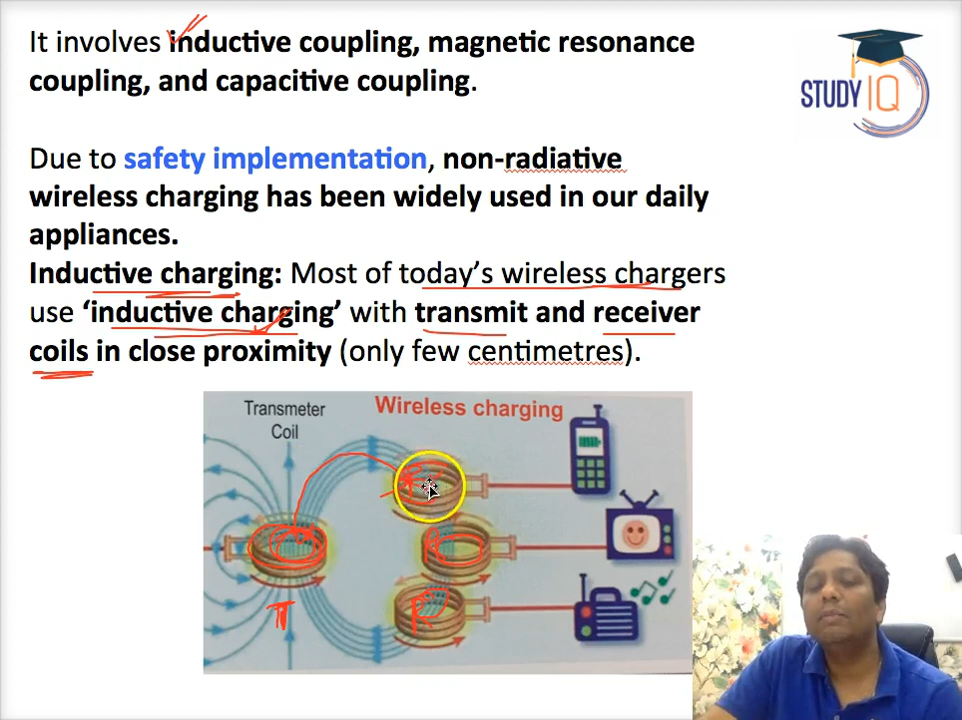 It involves inductive coupling, magnetic resonance
coupling, and capacitive coupling.
STUDY IQ
Due to safety implementation, non-radiative
wireless charging has been widely used in our daily
appliances.
Inductive charging: Most of today's wireless chargers
use 'inductive charging' with transmit and receiver
coils in close proximity (only few centimetres).
Transmeter
Coil
Wireless charging
T
R